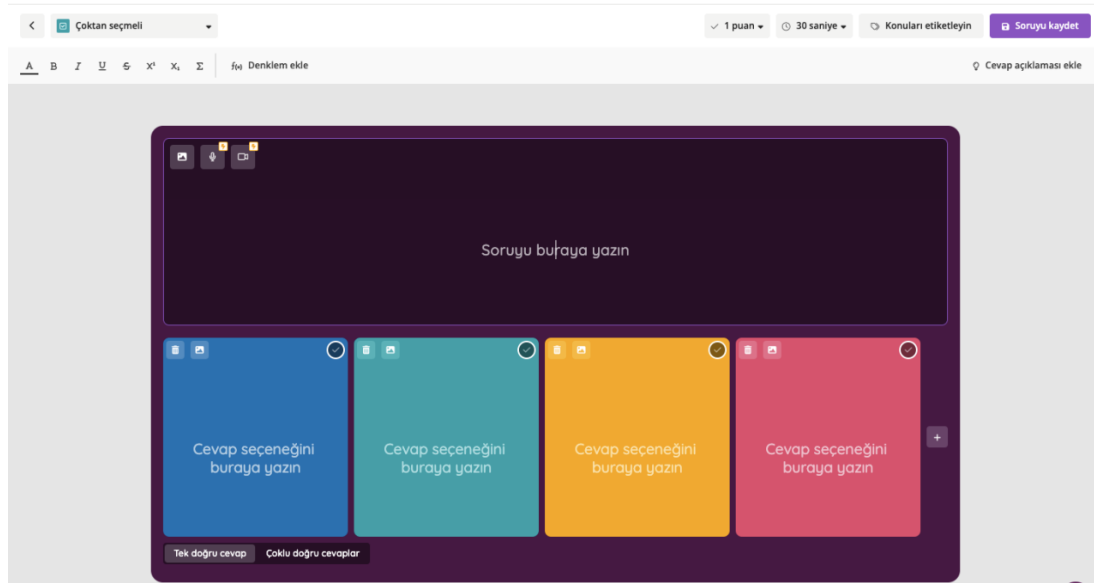 Çoktan seçmeli
1 puan
30 saniye
Konuları etiketleyin
Soruyu kaydet
A B I U S X² X₁ Σ f(x) Denklem ekle
Cevap açıklaması ekle
Soruyu buraya yazın
Cevap seçeneğini
buraya yazın
Cevap seçeneğini
buraya yazın
Cevap seçeneğini
buraya yazın
Cevap seçeneğini
buraya yazın
+
Tek doğru cevap
Çoklu doğru cevaplar